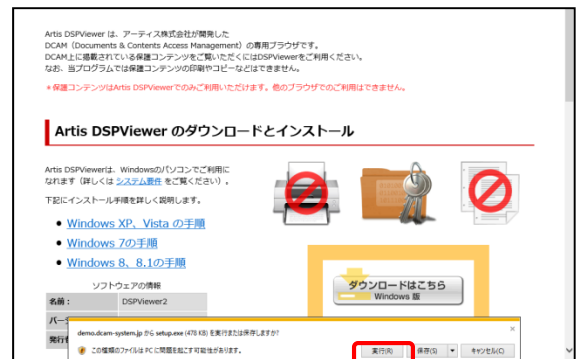 Artis DSPViewer は、アーティス株式会社が開発した
DCAM（Documents & Contents Access Management）の専用ブラウザです。
DCAM上に掲載されている保護コンテンツをご覧いただくにはDSPViewerをご利用ください。
なお、当プログラムでは保護コンテンツの印刷やコピーなどはできません。
＊保護コンテンツはArtis DSPViewerでのみご利用いただけます。他のブラウザでのご利用はできません。
Artis DSPViewer のダウンロードとインストール
Artis DSPViewerは、Windowsのパソコンでご利用に
なれます（詳しくは システム要件 をご覧ください）。
下記にインストール手順を詳しく説明します。
• Windows XP、Vista の手順
• Windows 7の手順
• Windows 8、8.1の手順
ソフトウェアの情報
名前： DSPViewer2
ダウンロードはこちら
Windows 版
バー
発行
demo.dcam-system.jp から setup.exe (478 KB) を実行または保存しますか?
×
この種類のファイルは PC に問題を起こす可能性があります。
実行(R) 保存(S) ▼ キャンセル(C)